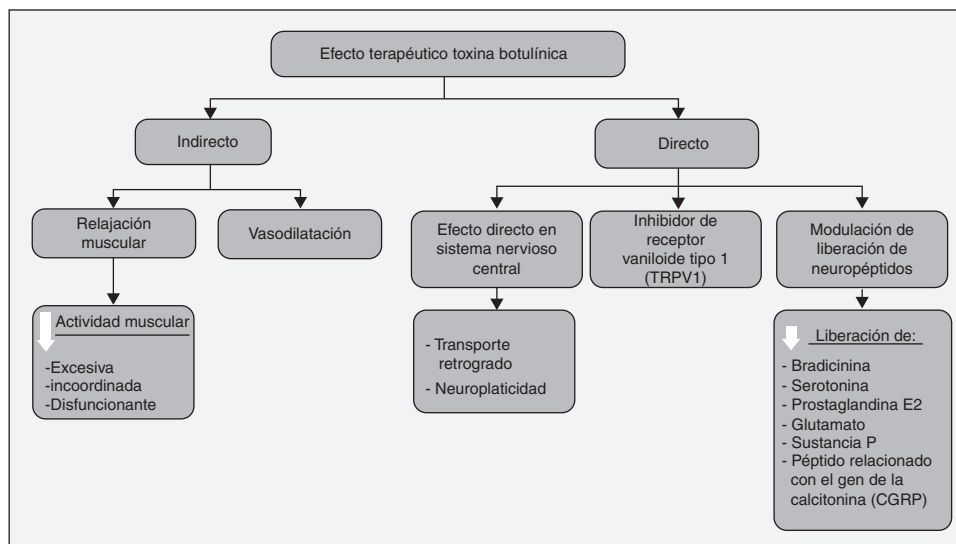 Efecto terapéutico toxina botulínica
Indirecto
Directo
Relajación
muscular
Vasodilatación
Efecto directo en
sistema nervioso
central
Inhibidor de
receptor
vaniloide tipo 1
(TRPV1)
Modulación de
liberación de
neuropéptidos
Actividad muscular
-Excesiva
-incoordinada
-Disfuncionante
- Transporte
retrogrado
- Neuroplaticidad
Liberación de:
- Bradicinina
- Serotonina
- Prostaglandina E2
- Glutamato
- Sustancia P
- Péptido relacionado
con el gen de la
calcitonina (CGRP)